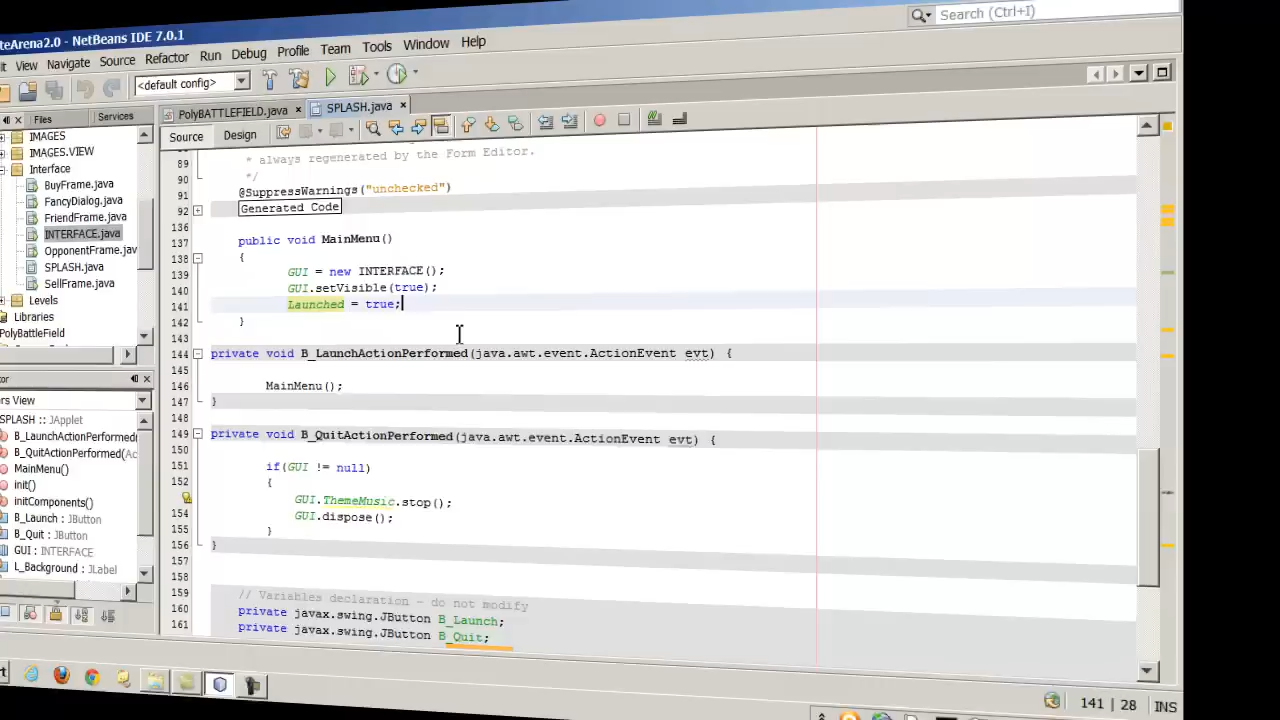 teArena2.0 - NetBeans IDE 7.0.1
Search (Ctrl+I)
View Navigate Source Refactor Run Debug Profile Team Tools Window Help
<default config>
Files Services
PolyBATTLEFIELD.java
SPLASH.java
Source Design
IMAGES
IMAGES.VIEW
Interface
BuyFrame.java
FancyDialog.java
FriendFrame.java
INTERFACE.java
OpponentFrame.jav
SPLASH.java
SellFrame.java
Levels
Libraries
PolyBattleField
tor
ors View
SPLASH :: JApplet
B_LaunchActionPerformed(
B_QuitActionPerformed(Ac
MainMenu()
init()
initComponents()
B_Launch : JButton
B_Quit : JButton
GUI : INTERFACE
L_Background : JLabel
89 * always regenerated by the Form Editor.
90 */
91 @SuppressWarnings("unchecked")
92 Generated Code
136
137 public void MainMenu()
138 {
139 GUI = new INTERFACE();
140 GUI.setVisible(true);
141 Launched = true;
142 }
143
144 private void B_LaunchActionPerformed(java.awt.event.ActionEvent evt) {
145
146 MainMenu();
147 }
148
149 private void B_QuitActionPerformed(java.awt.event.ActionEvent evt) {
150
151 if(GUI != null)
152 {
GUI.ThemeMusic.stop();
154 GUI.dispose();
155 }
156 }
157
158
159 // Variables declaration - do not modify
160 private javax.swing.JButton B_Launch;
161 private javax.swing.JButton B_Quit;
141 | 28 INS